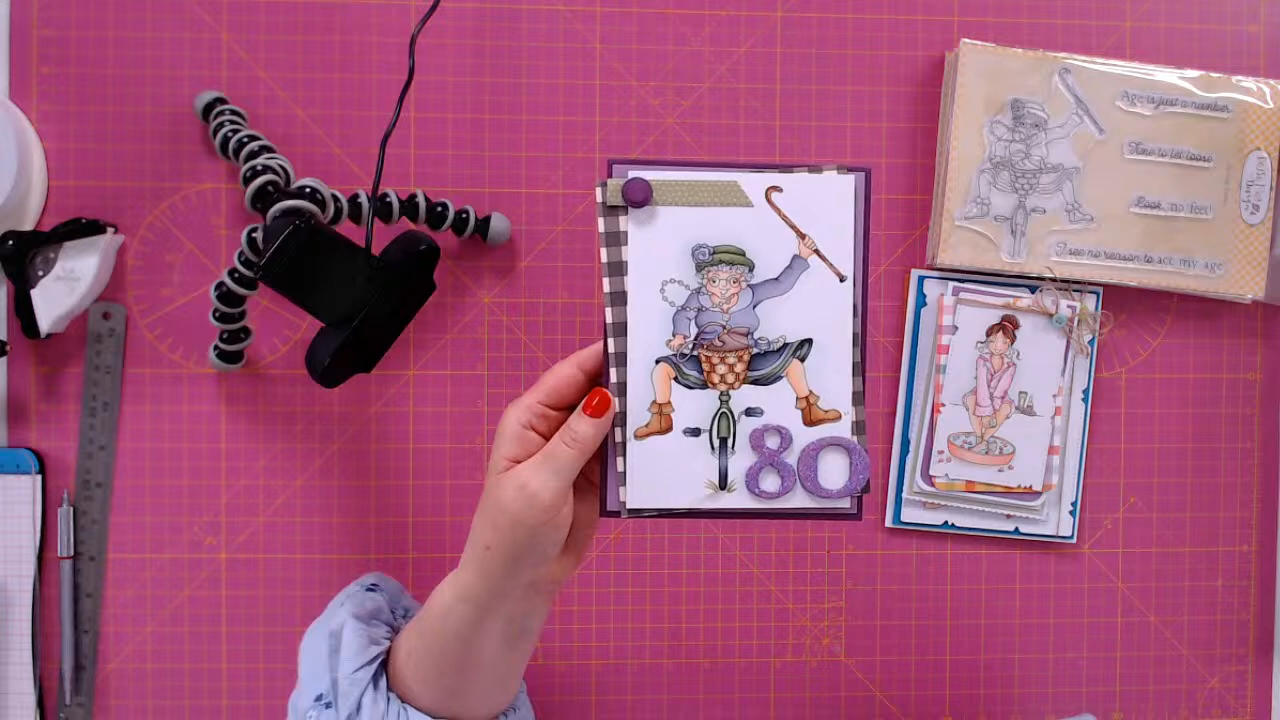 Age is just a number
Time to let loose
Look, no feet!
I see no reason to act my age
80